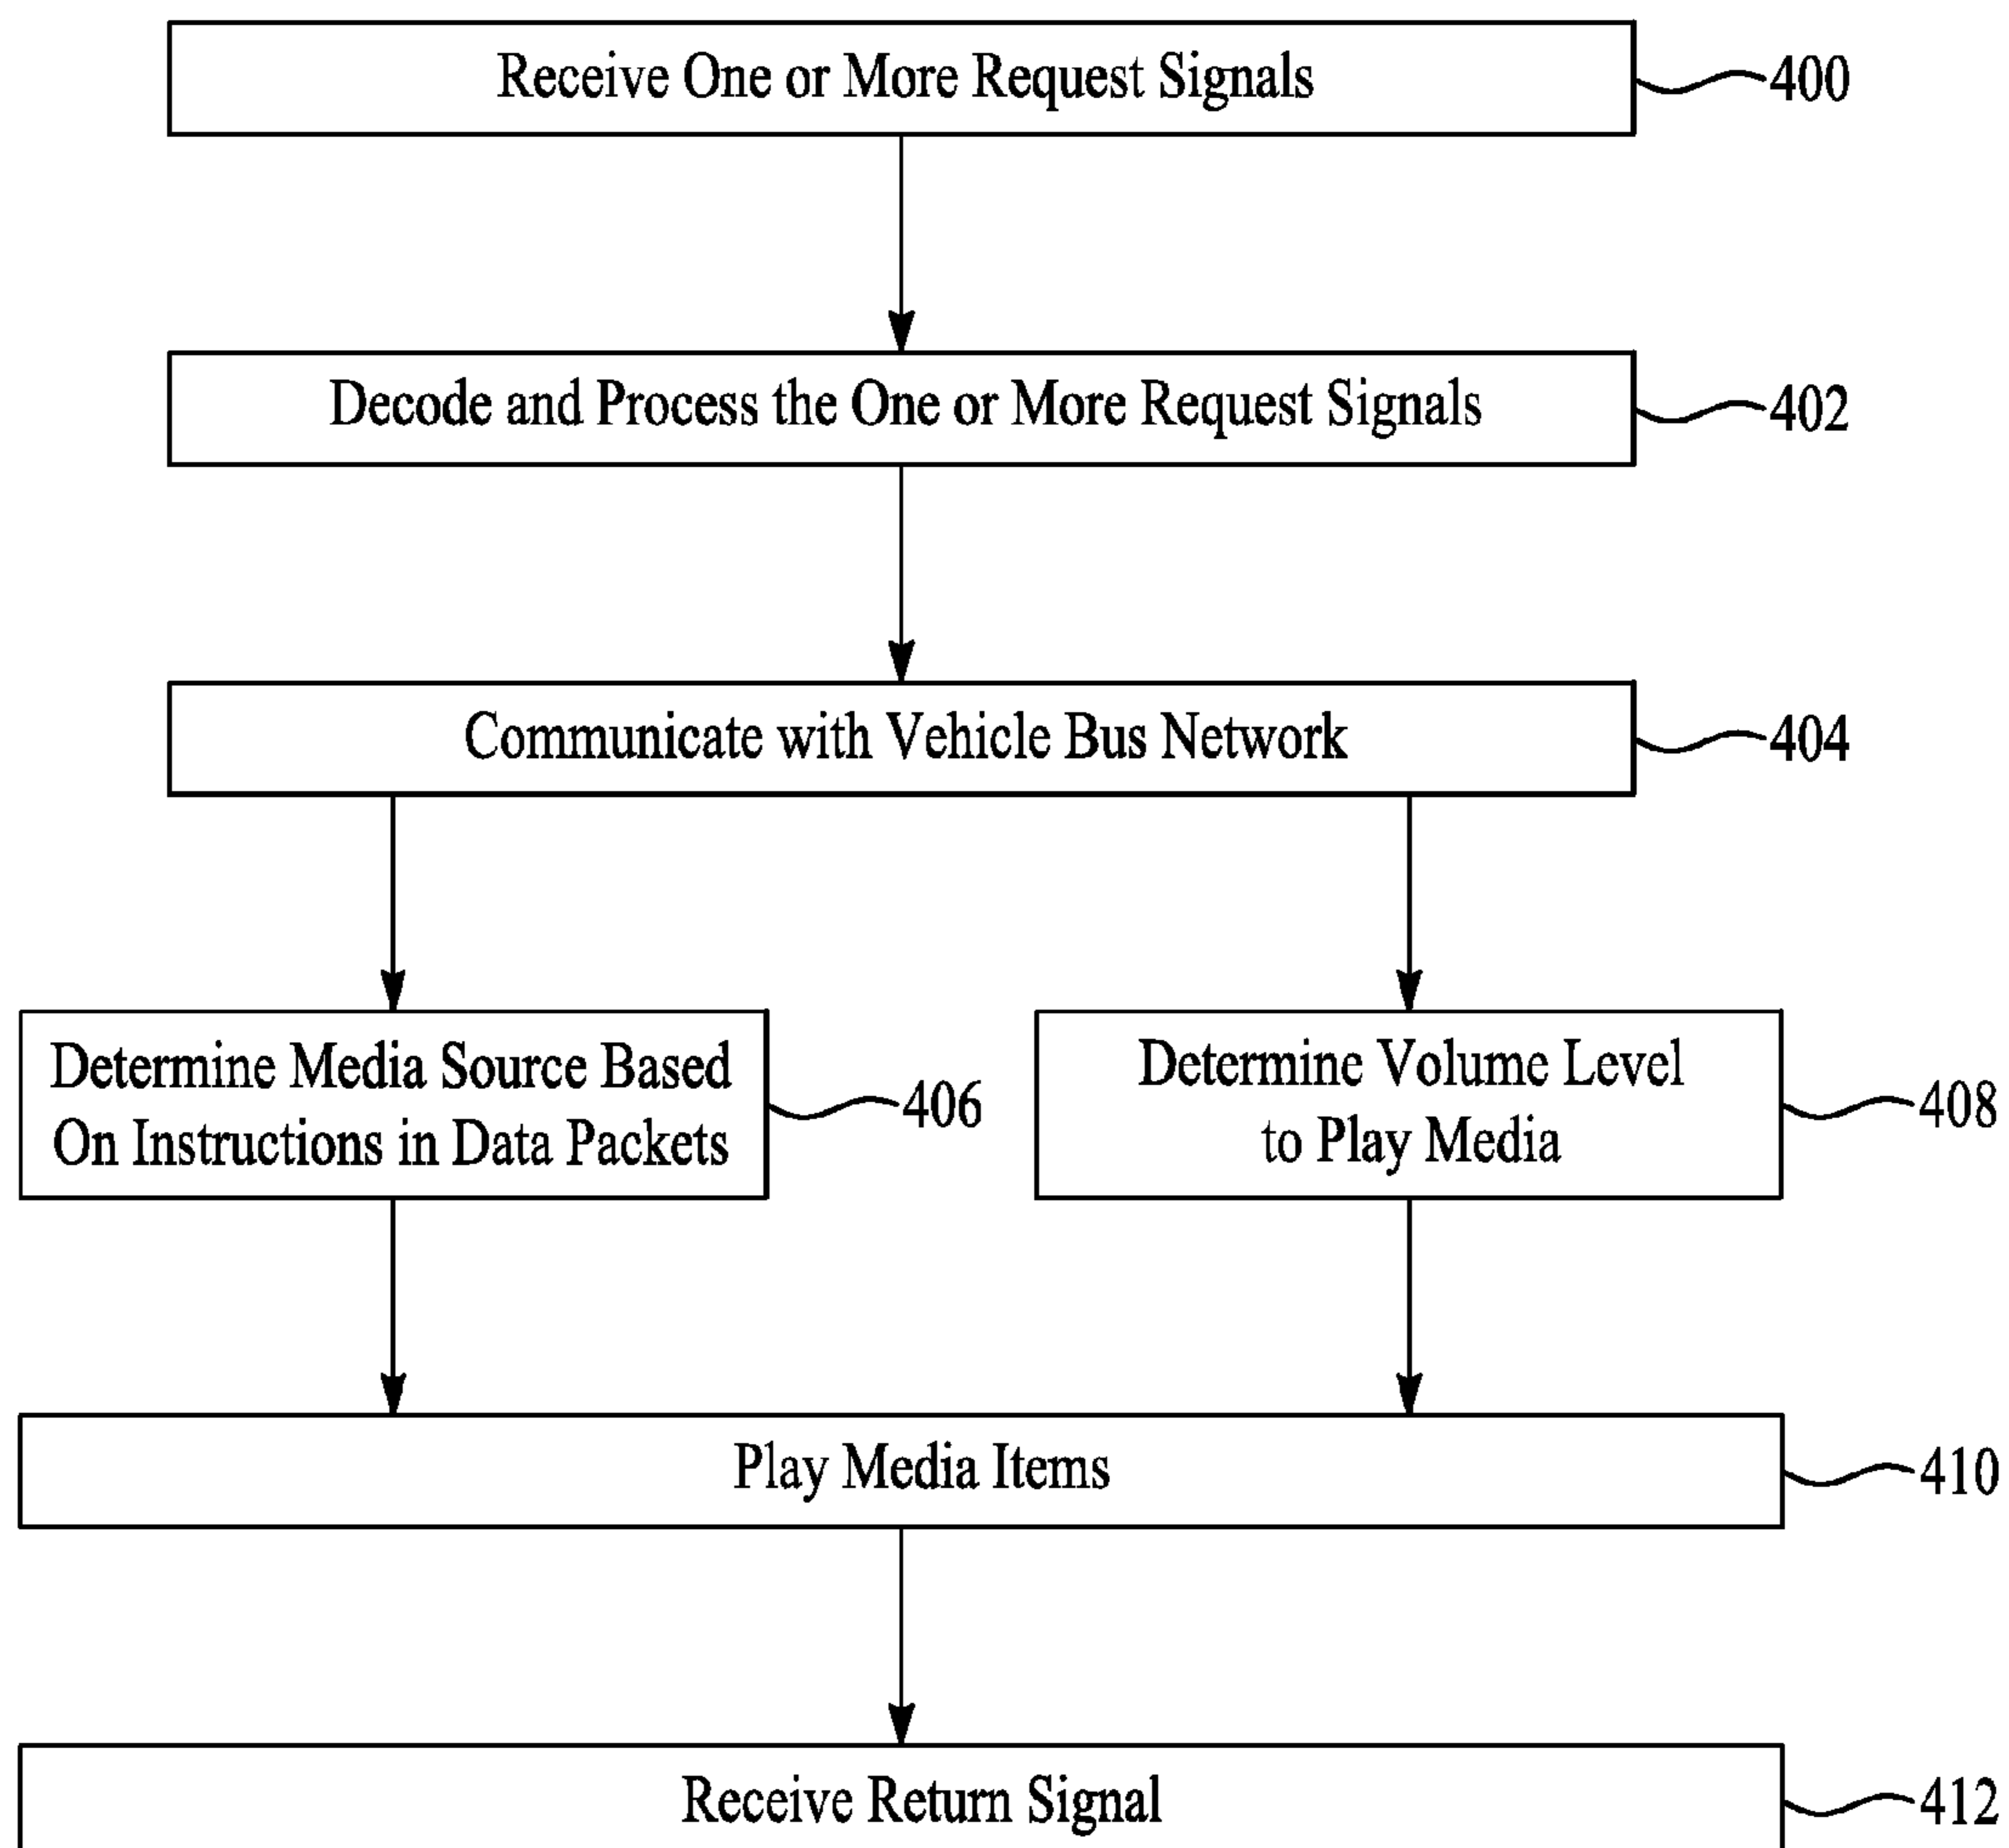 Receive One or More Request Signals
400
Decode and Process the One or More Request Signals
402
Communicate with Vehicle Bus Network
404
Determine Media Source Based
On Instructions in Data Packets
406
Determine Volume Level
to Play Media
408
Play Media Items
410
Receive Return Signal
412